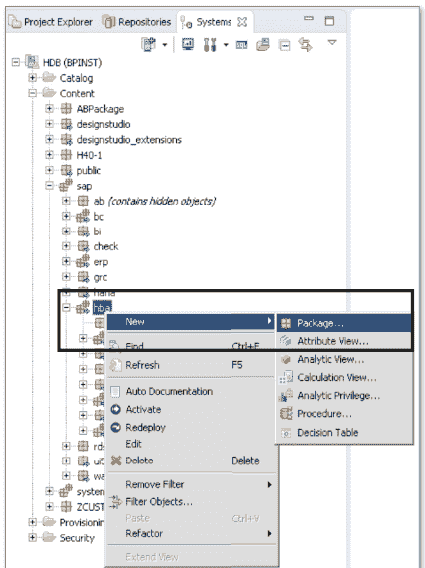 Project Explorer Repositories Systems
HDB (BPINST)
Catalog
Content
ABPackage
designstudio
designstudio_extensions
H40-1
public
sap
ab (contains hidden objects)
bc
bi
check
erp
grc
hana
hba
New
Package...
Find Ctrl+F
Attribute View...
Refresh F5
Analytic View...
Calculation View...
Auto Documentation
Analytic Privilege...
Activate
Procedure...
Redeploy
Decision Table
Edit
Delete Delete
Remove Filter
system
Filter Objects...
ZCUST
Paste Ctrl+V
Provisionin
Refactor
Security
Extend View